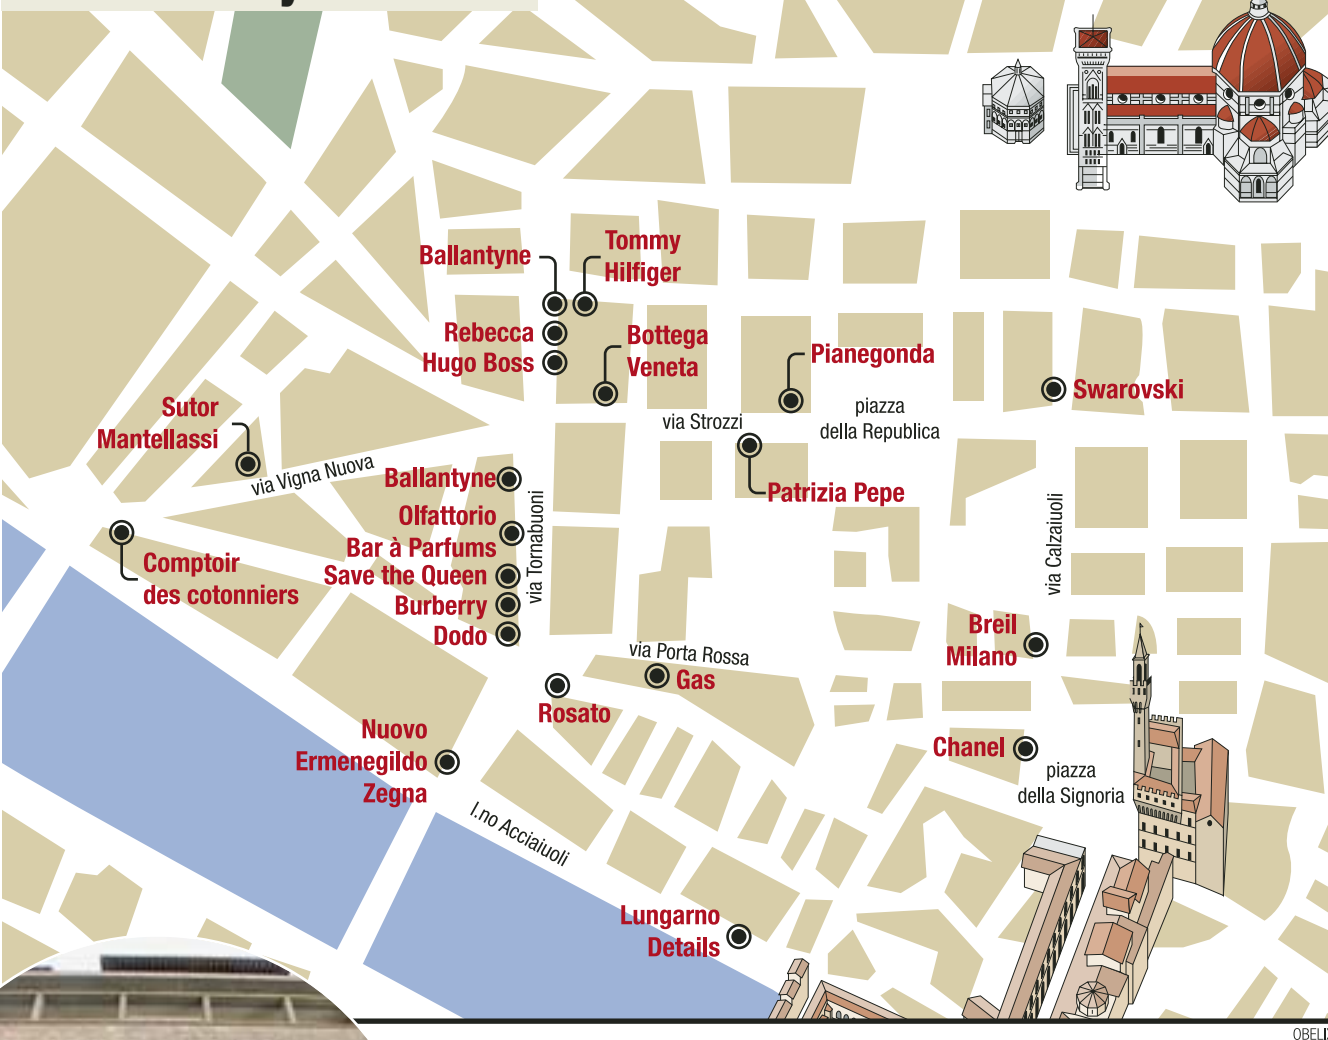 Ballantyne
Tommy
Hilfiger
Rebecca
Hugo Boss
Bottega
Veneta
Pianegonda
Swarovski
Sutor
Mantellassi
via Strozzi
piazza
della Repubblica
via Vigna Nuova
Ballantyne
Patrizia Pepe
Olfattorio
Bar à Parfums
via Tornabuoni
via Calzaiuoli
Comptoir
des cotonniers
Save the Queen
Burberry
Dodo
Breil
Milano
via Porta Rossa
Gas
Rosato
Nuovo
Ermenegildo
Zegna
Chanel
piazza
della Signoria
l.no Acciaiuoli
Lungarno
Details